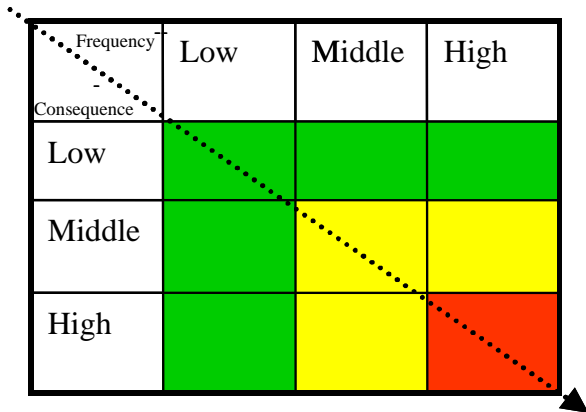 Frequency--
Low Middle High
-
Consequence
Low
Middle
High